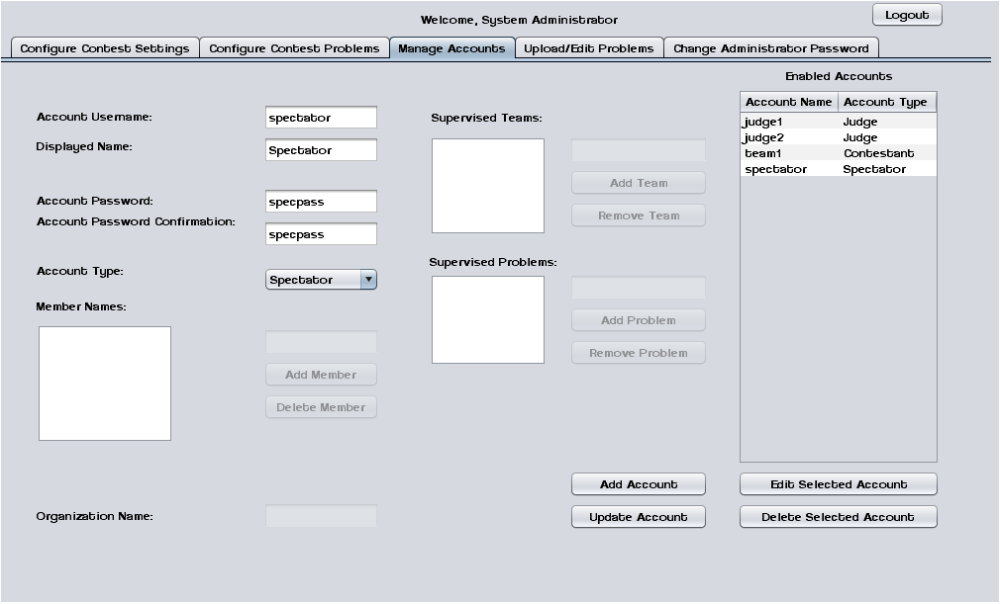 Welcome, System Administrator
Logout
Configure Contest Settings
Configure Contest Problems
Manage Accounts
Upload/Edit Problems
Change Administrator Password
Account Username:
spectator
Displayed Name:
Spectator
Account Password:
specpass
Account Password Confirmation:
specpass
Account Type:
Spectator
Member Names:
Add Member
Delete Member
Organization Name:
Supervised Teams:
Add Team
Remove Team
Supervised Problems:
Add Problem
Remove Problem
Add Account
Update Account
Enabled Accounts
Account Name Account Type
judge1 Judge
judge2 Judge
team1 Contestant
spectator Spectator
Edit Selected Account
Delete Selected Account